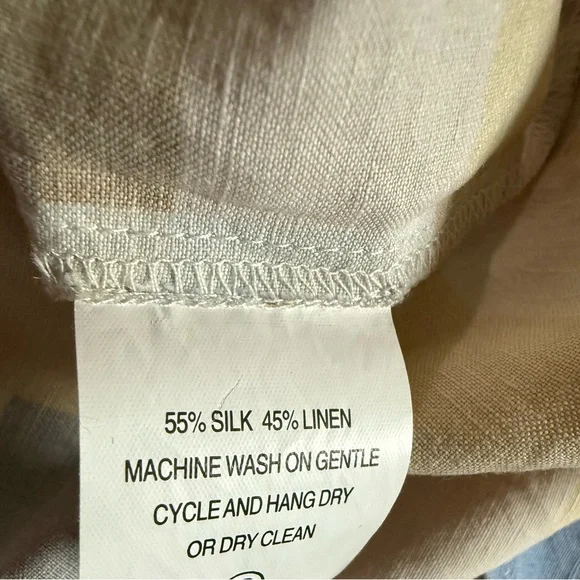 55% SILK 45% LINEN
MACHINE WASH ON GENTLE
CYCLE AND HANG DRY
OR DRY CLEAN